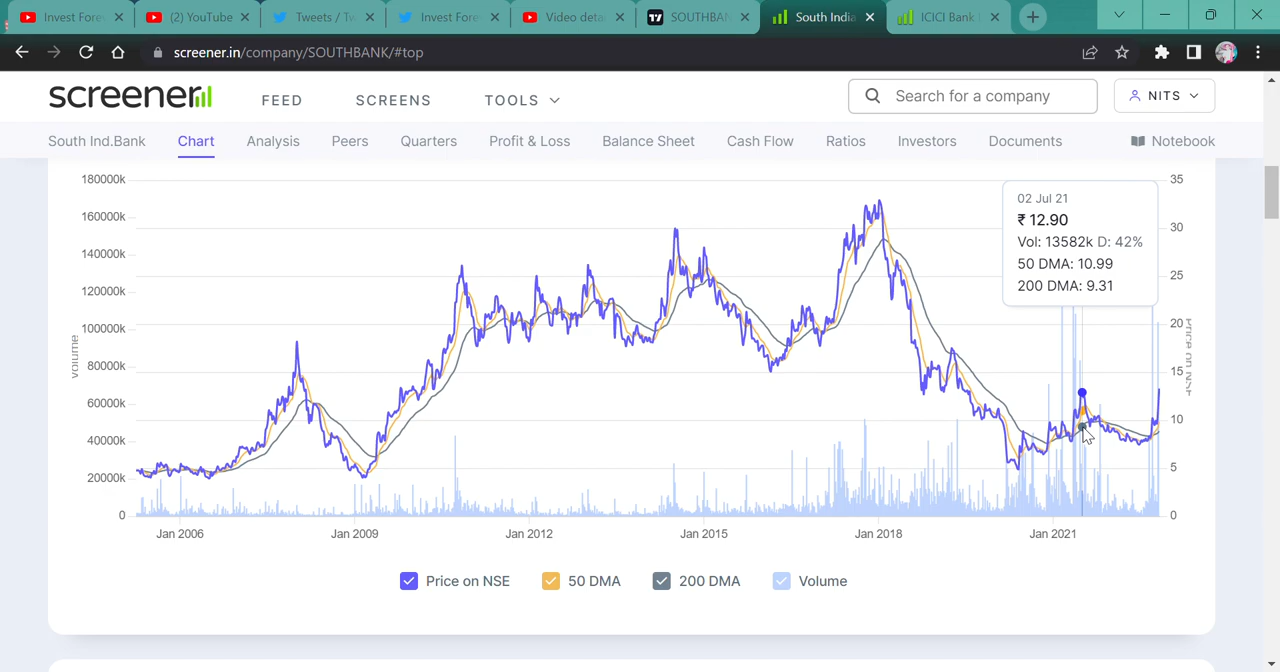 Invest Fore
(2) YouTube
Tweets / Tw
Invest Fore
Video deta
SOUTHBAN
South India
ICICI Bank
screener.in/company/SOUTHBANK/#top
screener
FEED
SCREENS
TOOLS
Search for a company
NITS
South Ind.Bank
Chart
Analysis
Peers
Quarters
Profit & Loss
Balance Sheet
Cash Flow
Ratios
Investors
Documents
Notebook
180000k
160000k
140000k
120000k
100000k
80000k
60000k
40000k
20000k
0
volume
35
30
25
20
15
10
5
0
02 Jul 21
₹ 12.90
Vol: 13582k D: 42%
50 DMA: 10.99
200 DMA: 9.31
Jan 2006
Jan 2009
Jan 2012
Jan 2015
Jan 2018
Jan 2021
Price on NSE
50 DMA
200 DMA
Volume